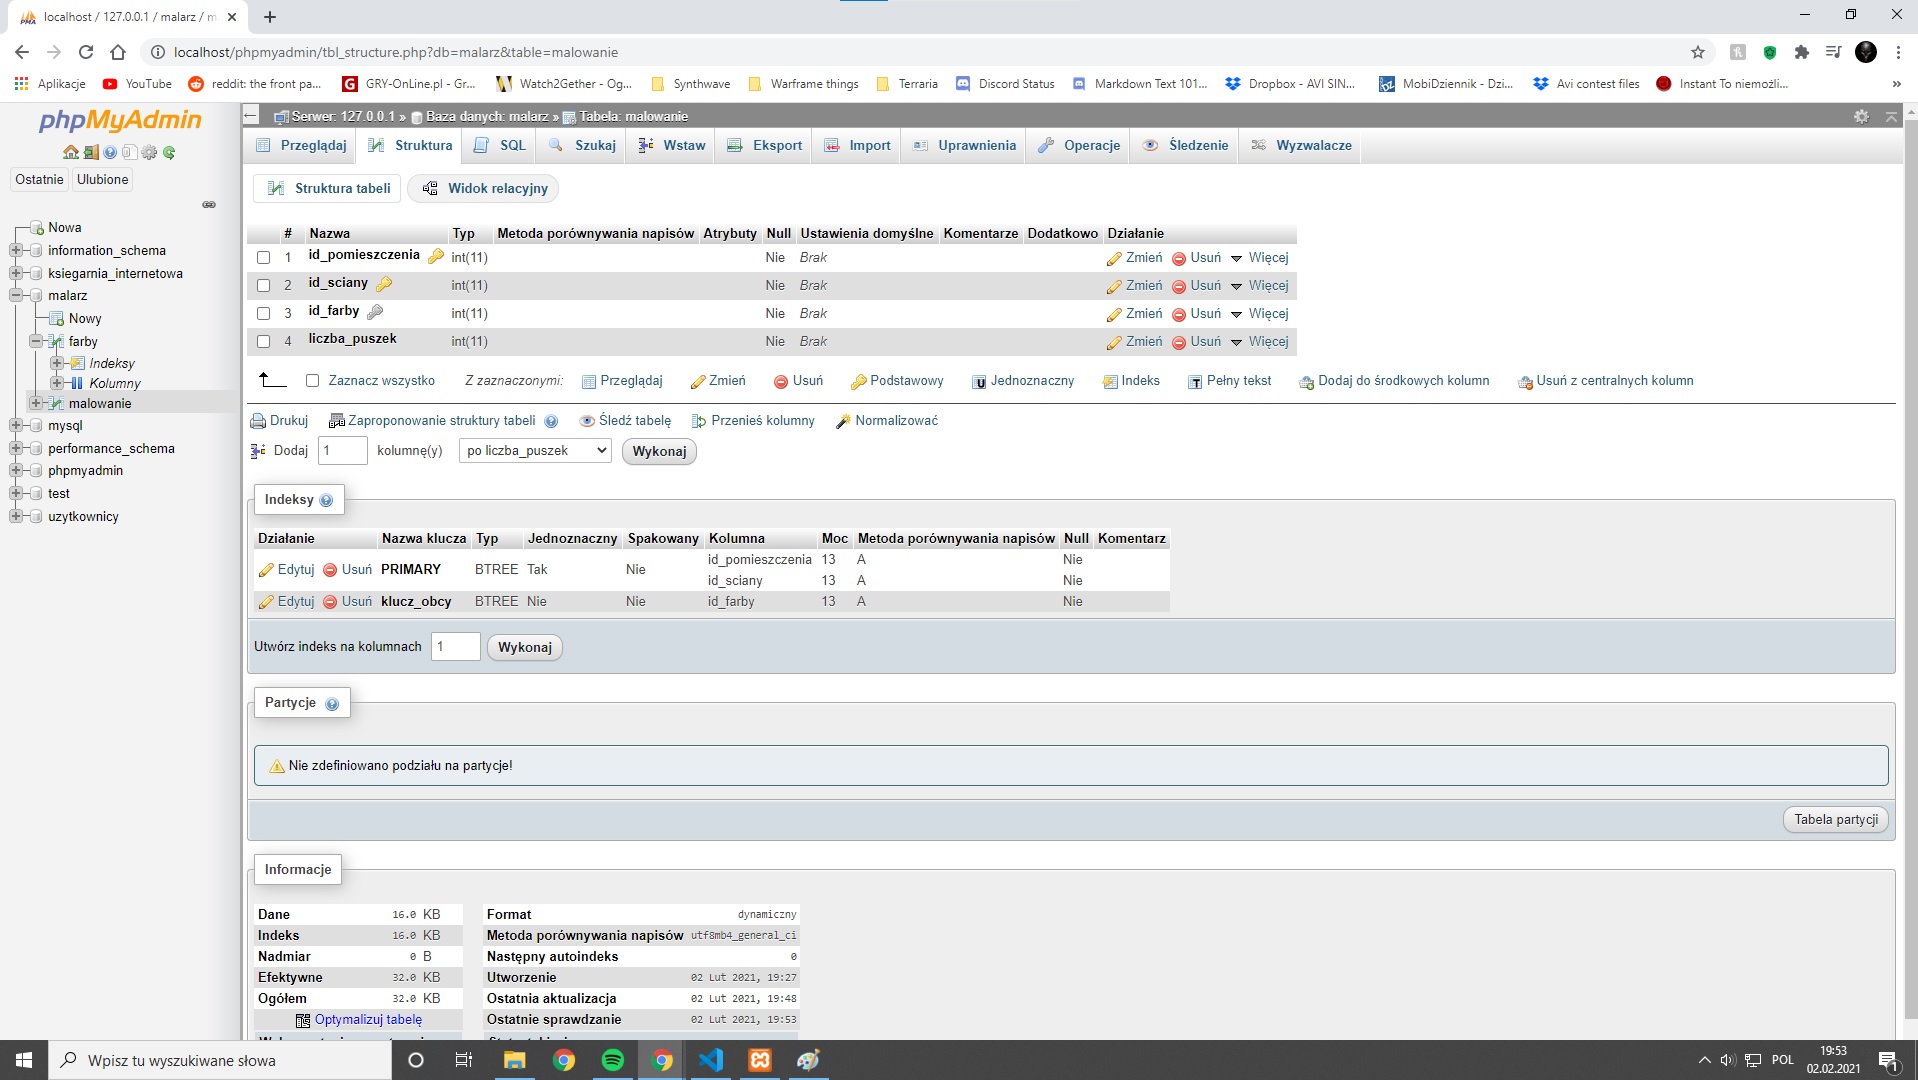 localhost / 127.0.0.1 / malarz / m
localhost/phpmyadmin/tbl_structure.php?db=malarz&table=malowanie
Aplikacje YouTube reddit: the front pa... GRY-OnLine.pl - Gr... Watch2Gether - Og... Synthwave Warframe things Terraria Discord Status Markdown Text 101... Dropbox - AVI SIN... MobiDziennik - Dzi... Avi contest files Instant To niemożli... »
phpMyAdmin
Ostatnie Ulubione
Nowa
information_schema
ksiegarnia_internetowa
malarz
Nowy
farby
Indeksy
Kolumny
malowanie
mysql
performance_schema
phpmyadmin
test
uzytkownicy
Serwer: 127.0.0.1 » Baza danych: malarz » Tabela: malowanie
Przeglądaj Struktura SQL Szukaj Wstaw Eksport Import Uprawnienia Operacje Śledzenie Wyzwalacze
Struktura tabeli Widok relacyjny
# Nazwa Typ Metoda porównywania napisów Atrybuty Null Ustawienia domyślne Komentarze Dodatkowo Działanie
1 id_pomieszczenia int(11) Nie Brak Zmień Usuń Więcej
2 id_sciany int(11) Nie Brak Zmień Usuń Więcej
3 id_farby int(11) Nie Brak Zmień Usuń Więcej
4 liczba_puszek int(11) Nie Brak Zmień Usuń Więcej
Zaznacz wszystko Z zaznaczonymi: Przeglądaj Zmień Usuń Podstawowy Jednoznaczny Indeks Pełny tekst Dodaj do środkowych kolumn Usuń z centralnych kolumn
Drukuj Zaproponowanie struktury tabeli Śledź tabelę Przenieś kolumny Normalizować
Dodaj 1 kolumnę(y) po liczba_puszek Wykonaj
Indeksy
Działanie Nazwa klucza Typ Jednoznaczny Spakowany Kolumna Moc Metoda porównywania napisów Null Komentarz
Edytuj Usuń PRIMARY BTREE Tak Nie id_pomieszczenia 13 A Nie
id_sciany 13 A Nie
Edytuj Usuń klucz_obcy BTREE Nie Nie id_farby 13 A Nie
Utwórz indeks na kolumnach 1 Wykonaj
Partycje
Nie zdefiniowano podziału na partycje!
Tabela partycji
Informacje
Dane 16.0 KB
Indeks 16.0 KB
Nadmiar 0 B
Efektywne 32.0 KB
Ogółem 32.0 KB
Optymalizuj tabelę
Format dynamiczny
Metoda porównywania napisów utf8mb4_general_ci
Następny autoindeks 0
Utworzenie 02 Lut 2021, 19:27
Ostatnia aktualizacja 02 Lut 2021, 19:48
Ostatnie sprawdzanie 02 Lut 2021, 19:53
Wpisz tu wyszukiwane słowa
POL
19:53
02.02.2021
1